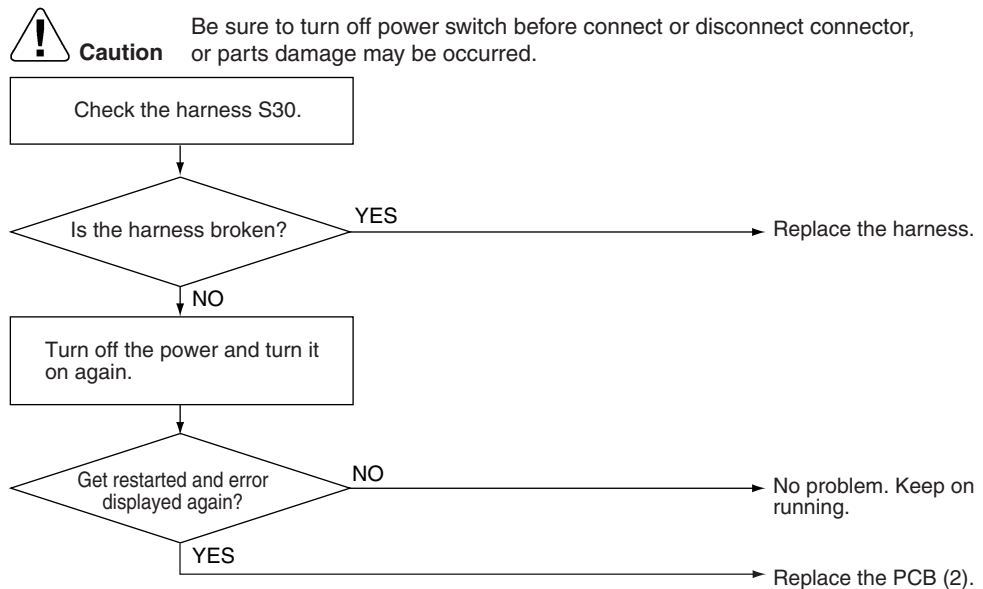 Be sure to turn off power switch before connect or disconnect connector,
! Caution or parts damage may be occurred.
Check the harness S30.
Is the harness broken?
YES
Replace the harness.
NO
Turn off the power and turn it
on again.
Get restarted and error
displayed again?
NO
No problem. Keep on
running.
YES
Replace the PCB (2).